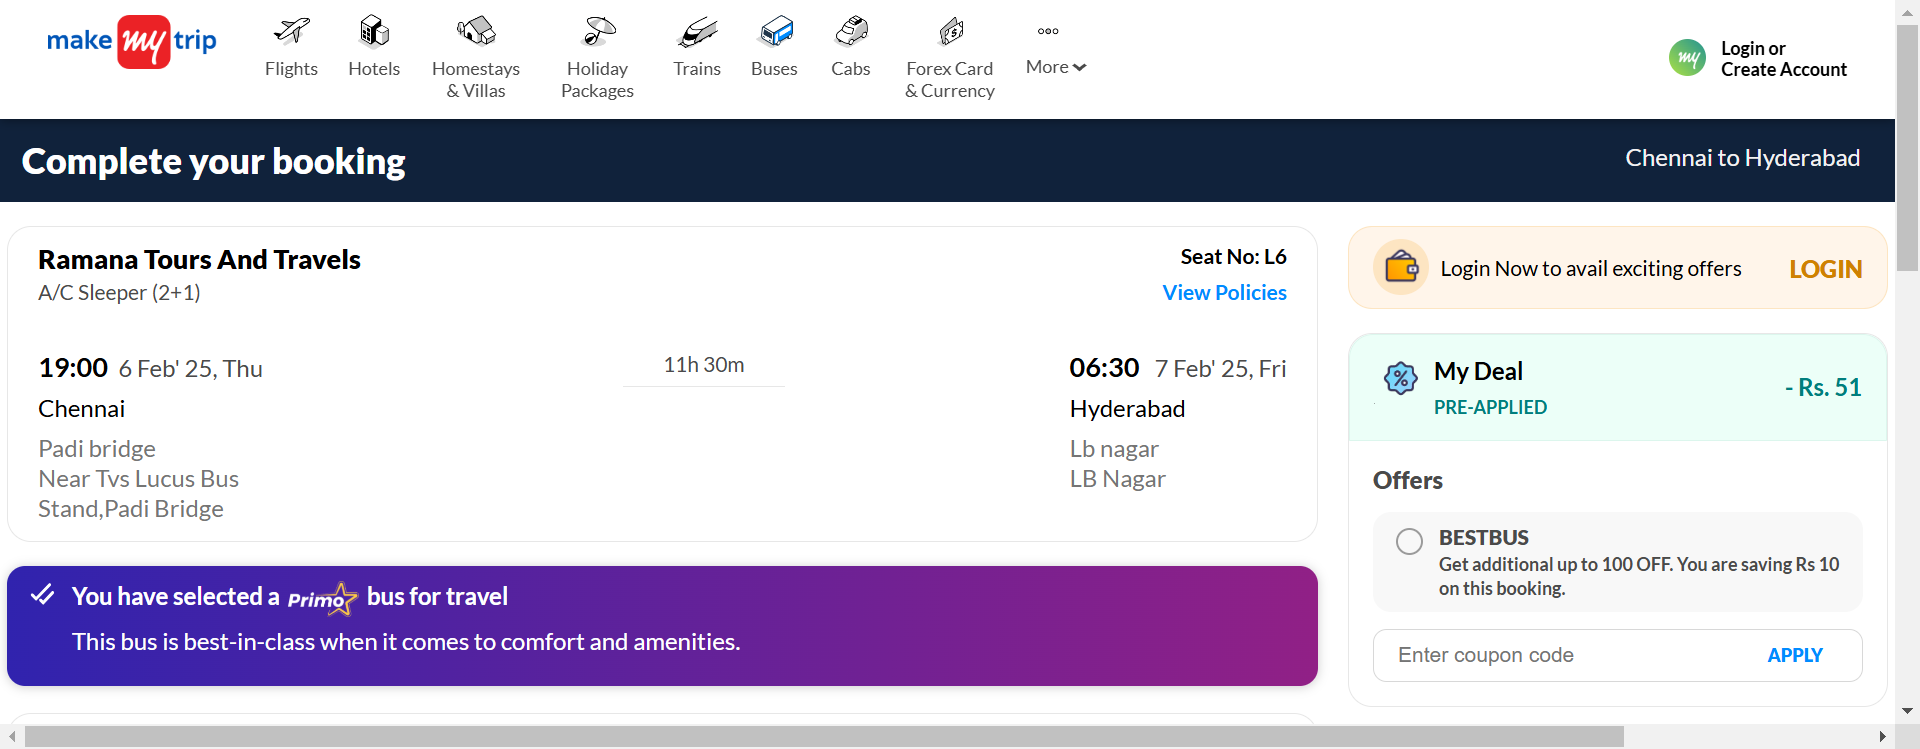 make my trip
Flights
Hotels
Homestays
& Villas
Holiday
Packages
Trains
Buses
Cabs
Forex Card
& Currency
More
my
Login or
Create Account
Complete your booking
Chennai to Hyderabad
Ramana Tours And Travels
A/C Sleeper (2+1)
Seat No: L6
View Policies
19:00 6 Feb' 25, Thu
11h 30m
06:30 7 Feb' 25, Fri
Chennai
Hyderabad
Padi bridge
Near Tvs Lucus Bus
Stand,Padi Bridge
Lb nagar
LB Nagar
You have selected a Primo bus for travel
This bus is best-in-class when it comes to comfort and amenities.
Login Now to avail exciting offers
LOGIN
My Deal
PRE-APPLIED
- Rs. 51
Offers
BESTBUS
Get additional up to 100 OFF. You are saving Rs 10
on this booking.
Enter coupon code
APPLY